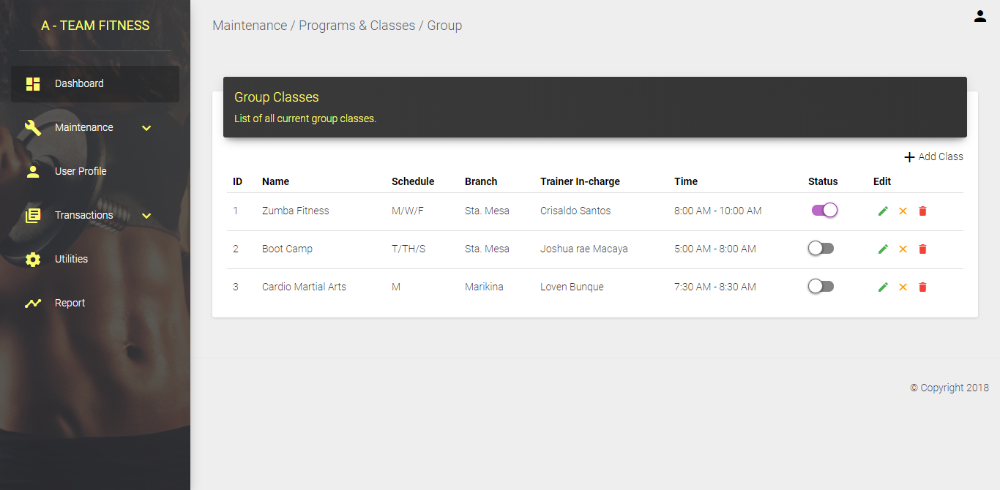 A - TEAM FITNESS
Dashboard
Maintenance
User Profile
Transactions
Utilities
Report
Maintenance / Programs & Classes / Group
Group Classes
List of all current group classes.
Add Class
ID Name Schedule Branch Trainer In-charge Time Status Edit
1 Zumba Fitness M/W/F Sta. Mesa Crisaldo Santos 8:00 AM - 10:00 AM
2 Boot Camp T/TH/S Sta. Mesa Joshua rae Macaya 5:00 AM - 8:00 AM
3 Cardio Martial Arts M Marikina Loven Bunque 7:30 AM - 8:30 AM
© Copyright 2018